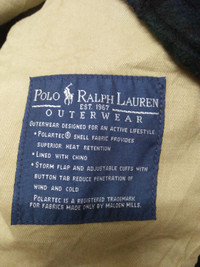 POLO RALPH LAUREN
EST. 1967
OUTERWEAR
OUTERWEAR DESIGNED FOR AN ACTIVE LIFESTYLE
• POLARTEC® SHELL FABRIC PROVIDES
SUPERIOR HEAT RETENTION
• LINED WITH CHINO
• STORM FLAP AND ADJUSTABLE CUFFS WITH
BUTTON TAB REDUCE PENETRATION OF
WIND AND COLD
POLARTEC IS A REGISTERED TRADEMARK
FOR FABRICS MADE ONLY BY MALDEN MILLS.